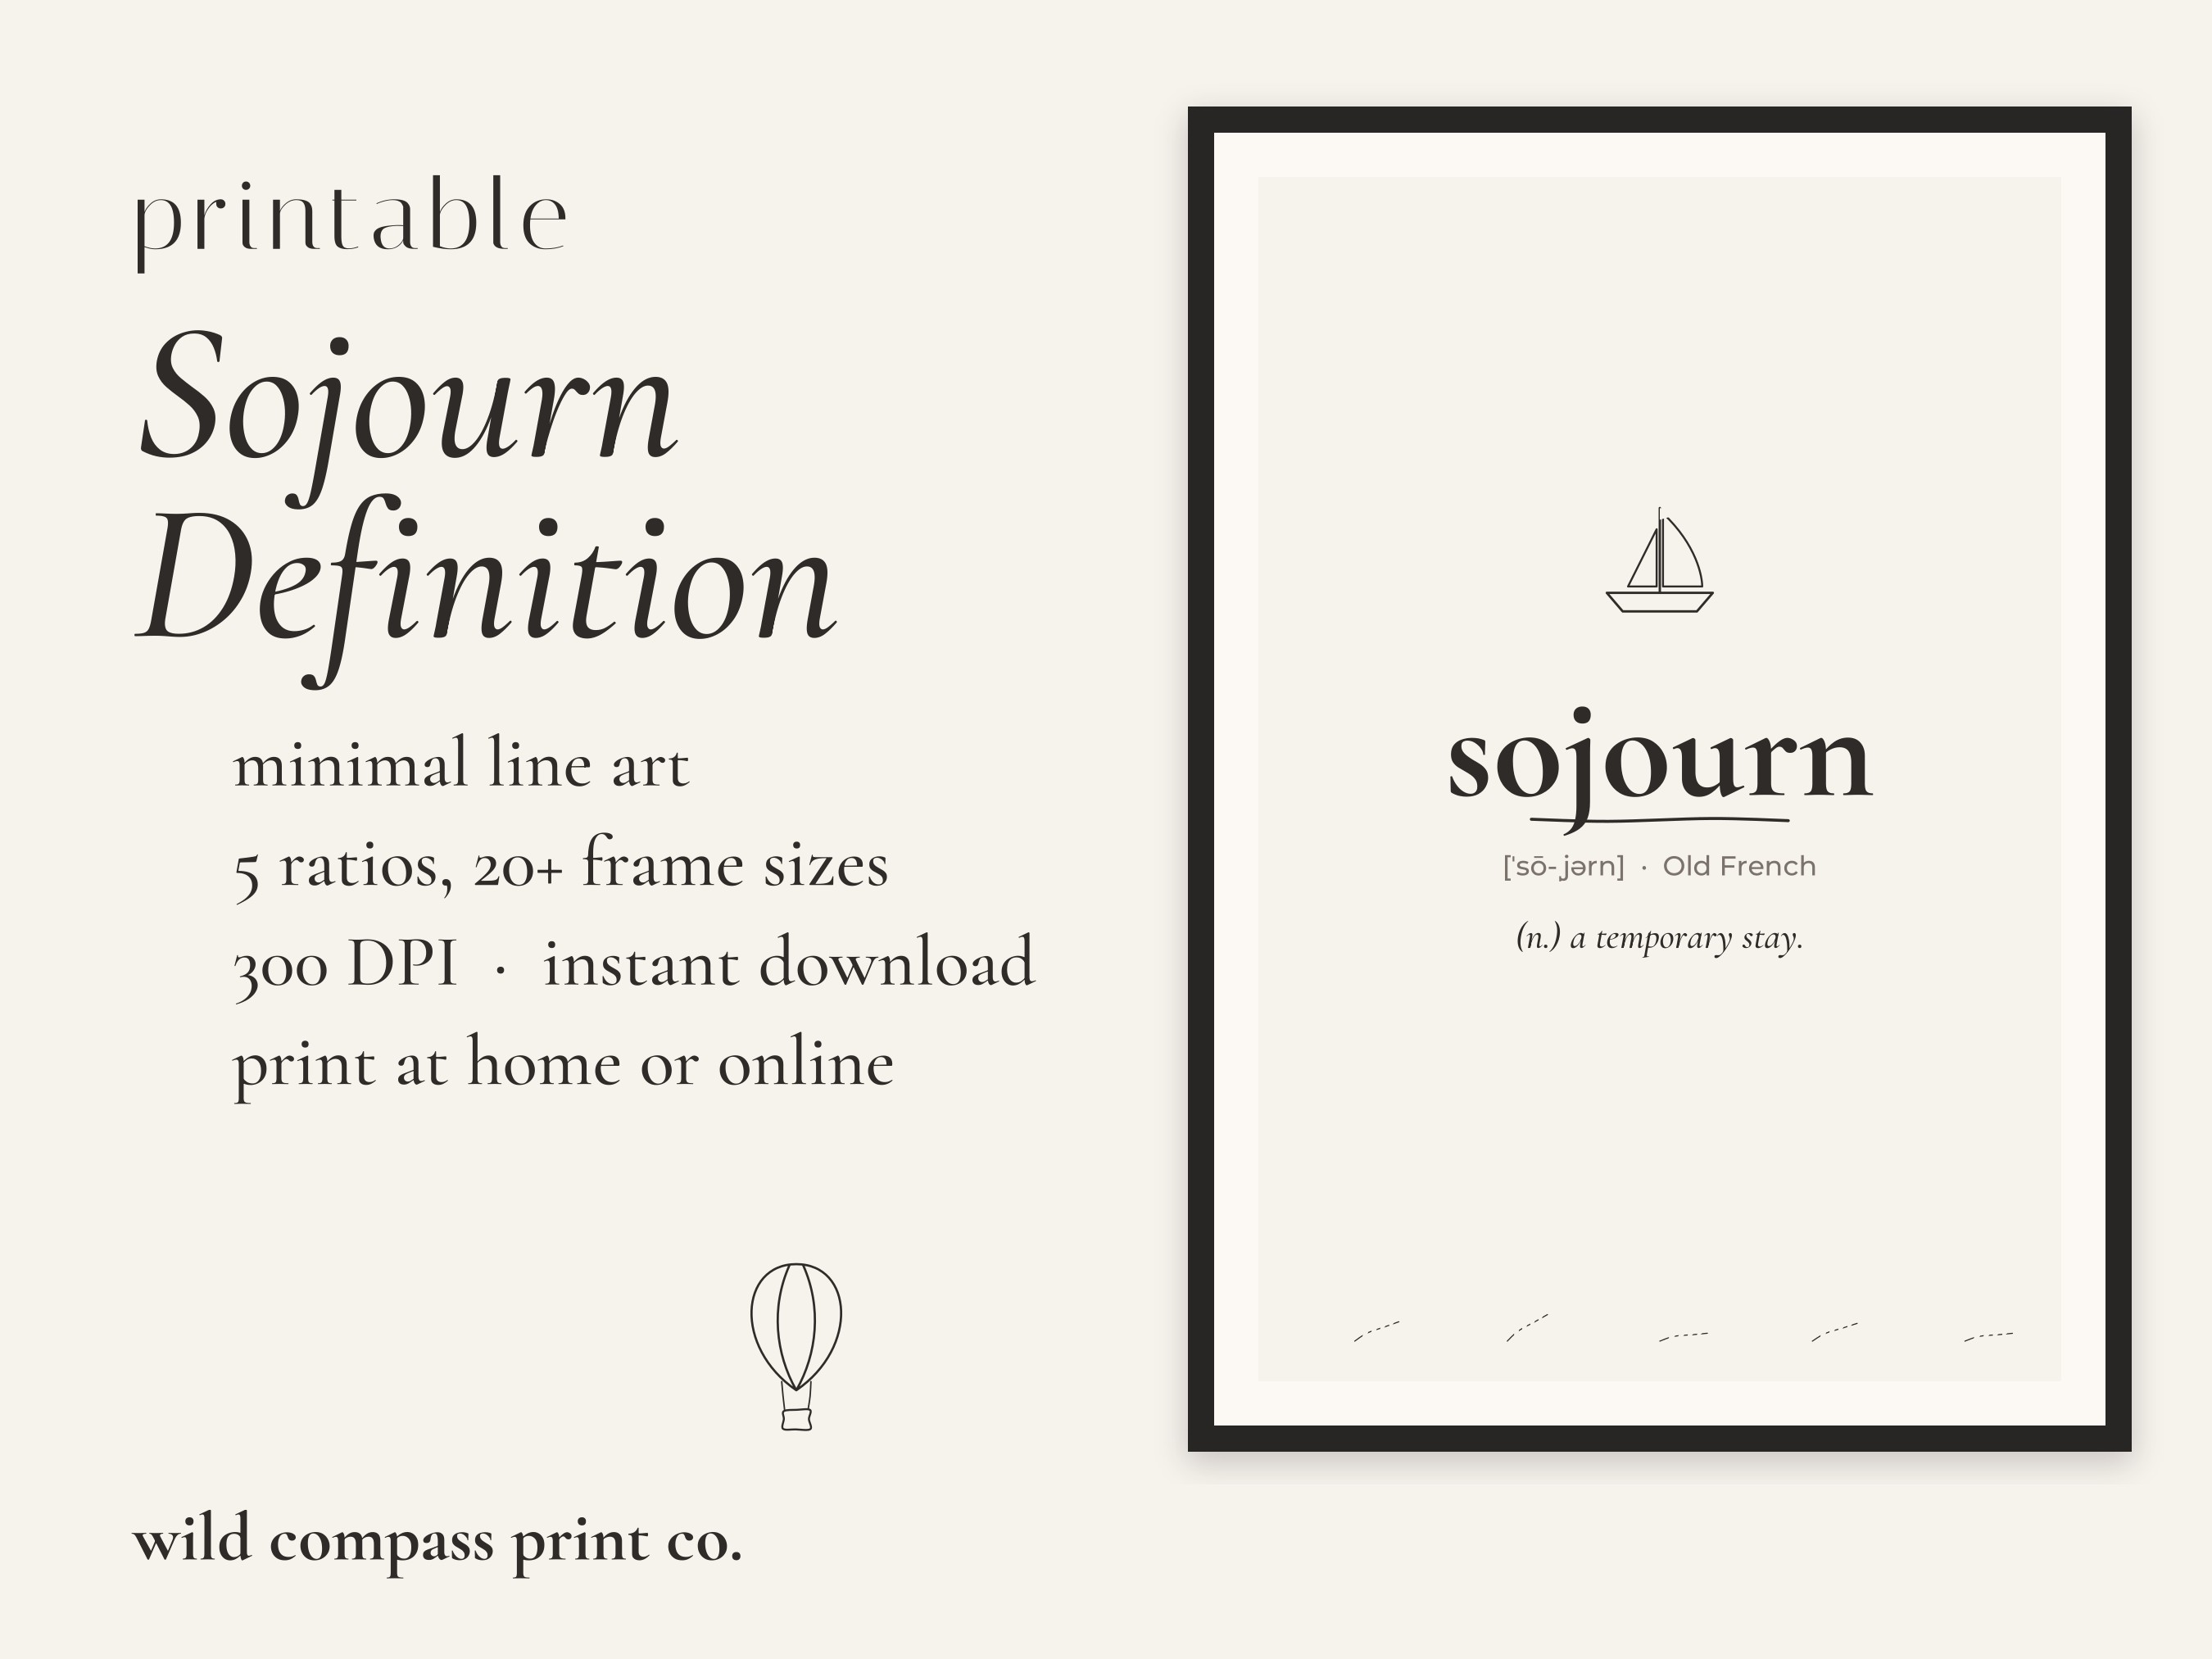 printable
Sojourn
Definition
minimal line art
5 ratios, 20+ frame sizes
300 DPI · instant download
print at home or online
wild compass print co.
sojourn
[ˈsō-jərn] · Old French
(n.) a temporary stay.